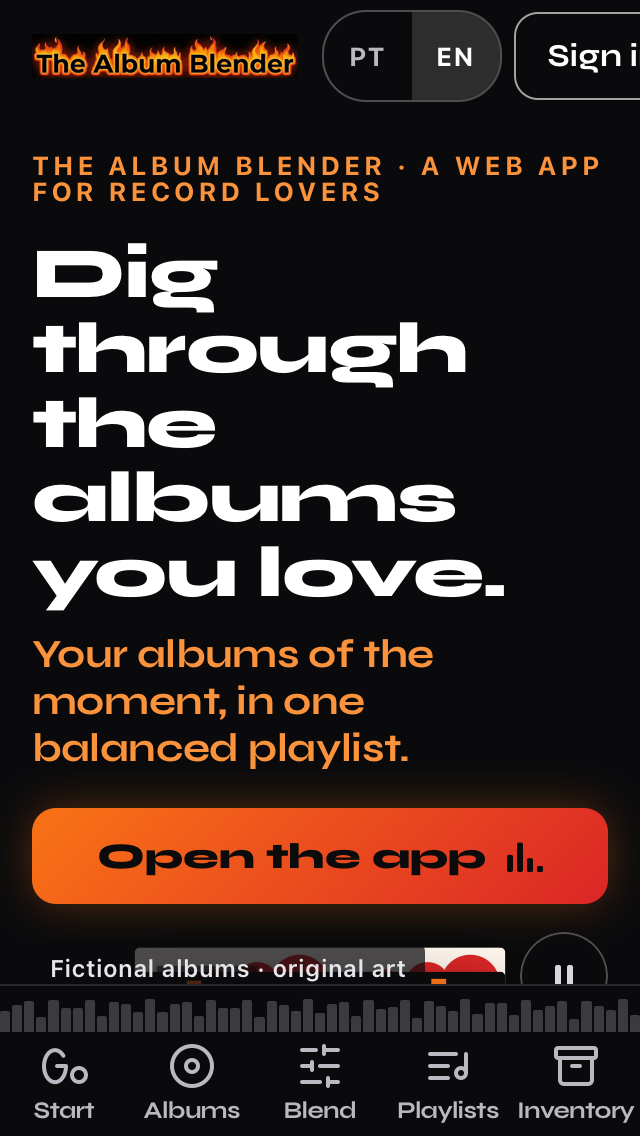 The Album Blender
PT
EN
Sign i
THE ALBUM BLENDER · A WEB APP
FOR RECORD LOVERS
Dig
through
the
albums
you love.
Your albums of the
moment, in one
balanced playlist.
Open the app
Fictional albums · original art
Start
Albums
Blend
Playlists
Inventory